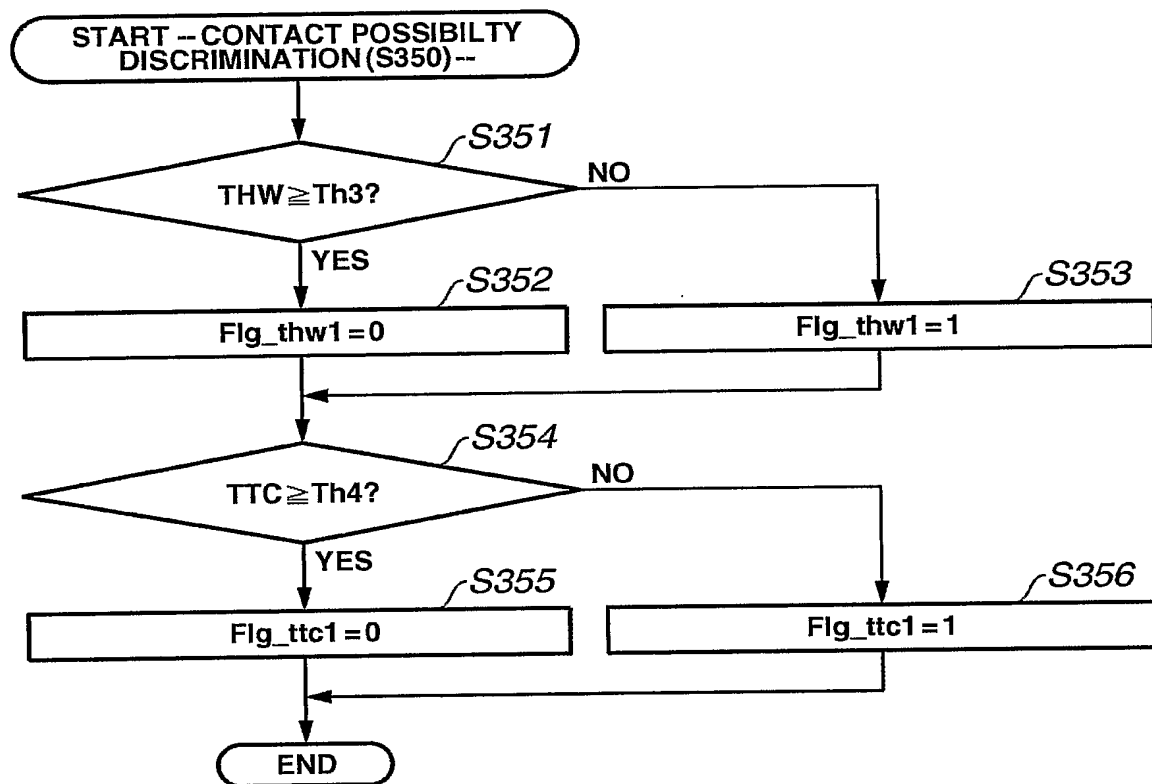 START -- CONTACT POSSIBILTY
DISCRIMINATION (S350) --
S351
THW≧Th3?
NO
YES
S352
S353
Flg_thw1=0
Flg_thw1=1
S354
TTC≧Th4?
NO
YES
S355
S356
Flg_ttc1=0
Flg_ttc1=1
END